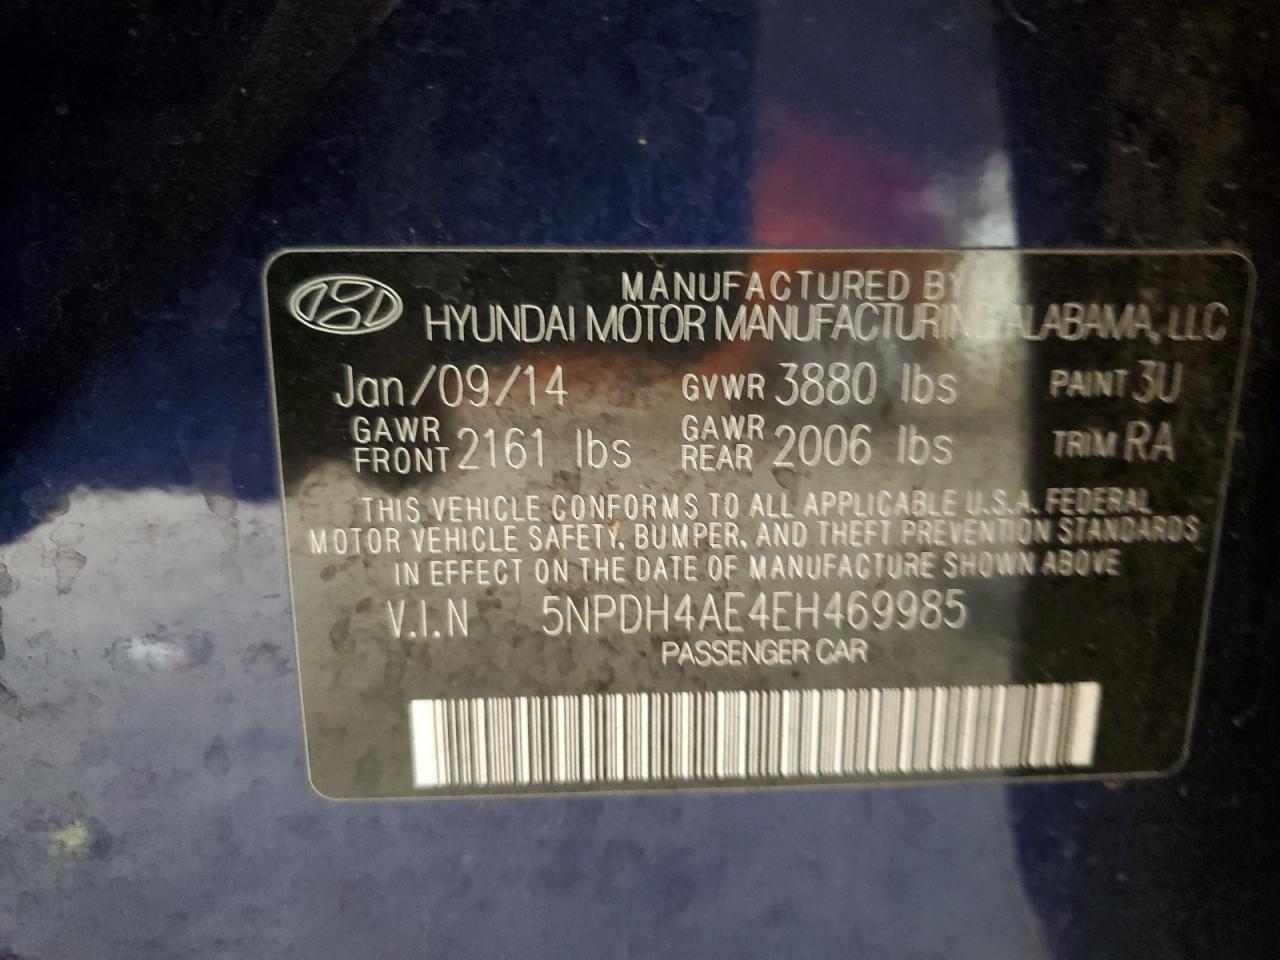 MANUFACTURED BY
HYUNDAI MOTOR MANUFACTURING ALABAMA, LLC
Jan/09/14 GVWR 3880 lbs PAINT 3U
GAWR FRONT 2161 lbs GAWR REAR 2006 lbs TRIM RA
THIS VEHICLE CONFORMS TO ALL APPLICABLE U.S.A. FEDERAL
MOTOR VEHICLE SAFETY, BUMPER, AND THEFT PREVENTION STANDARDS
IN EFFECT ON THE DATE OF MANUFACTURE SHOWN ABOVE
V.I.N 5NPDH4AE4EH469985
PASSENGER CAR